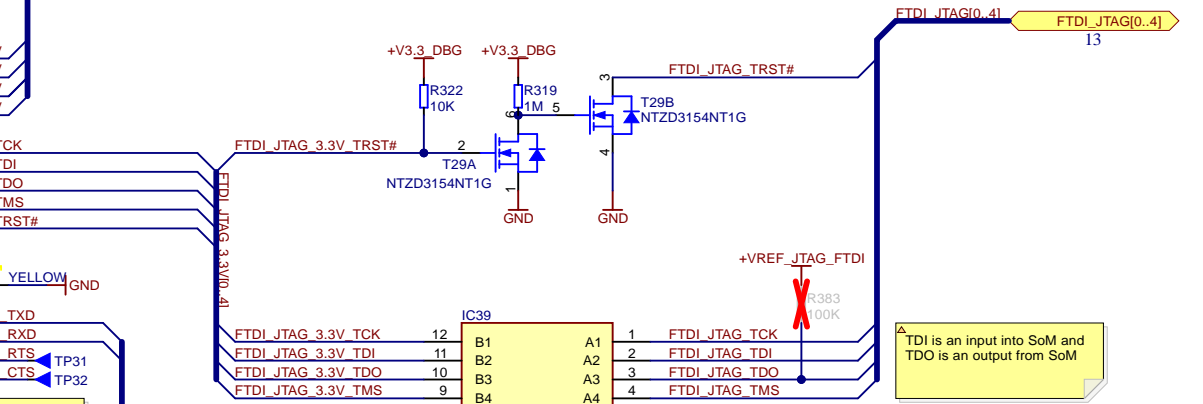 FTDI_JTAG[0..4]
FTDI_JTAG[0..4]
13
+V3.3_DBG
+V3.3_DBG
R322
10K
R319
1M
6
5
3
4
FTDI_JTAG_TRST#
T29B
NTZD3154NT1G
FTDI_JTAG_3.3V_TRST#
2
T29A
NTZD3154NT1G
1
GND
GND
TCK
TDI
TDO
TMS
TRST#
FTDI_JTAG_3.3V[0..4]
YELLOW
GND
+VREF_JTAG_FTDI
R383
100K
TXD
RXD
RTS
TP31
CTS
TP32
IC39
FTDI_JTAG_3.3V_TCK 12 B1 A1 1 FTDI_JTAG_TCK
FTDI_JTAG_3.3V_TDI 11 B2 A2 2 FTDI_JTAG_TDI
FTDI_JTAG_3.3V_TDO 10 B3 A3 3 FTDI_JTAG_TDO
FTDI_JTAG_3.3V_TMS 9 B4 A4 4 FTDI_JTAG_TMS
TDI is an input into SoM and
TDO is an output from SoM